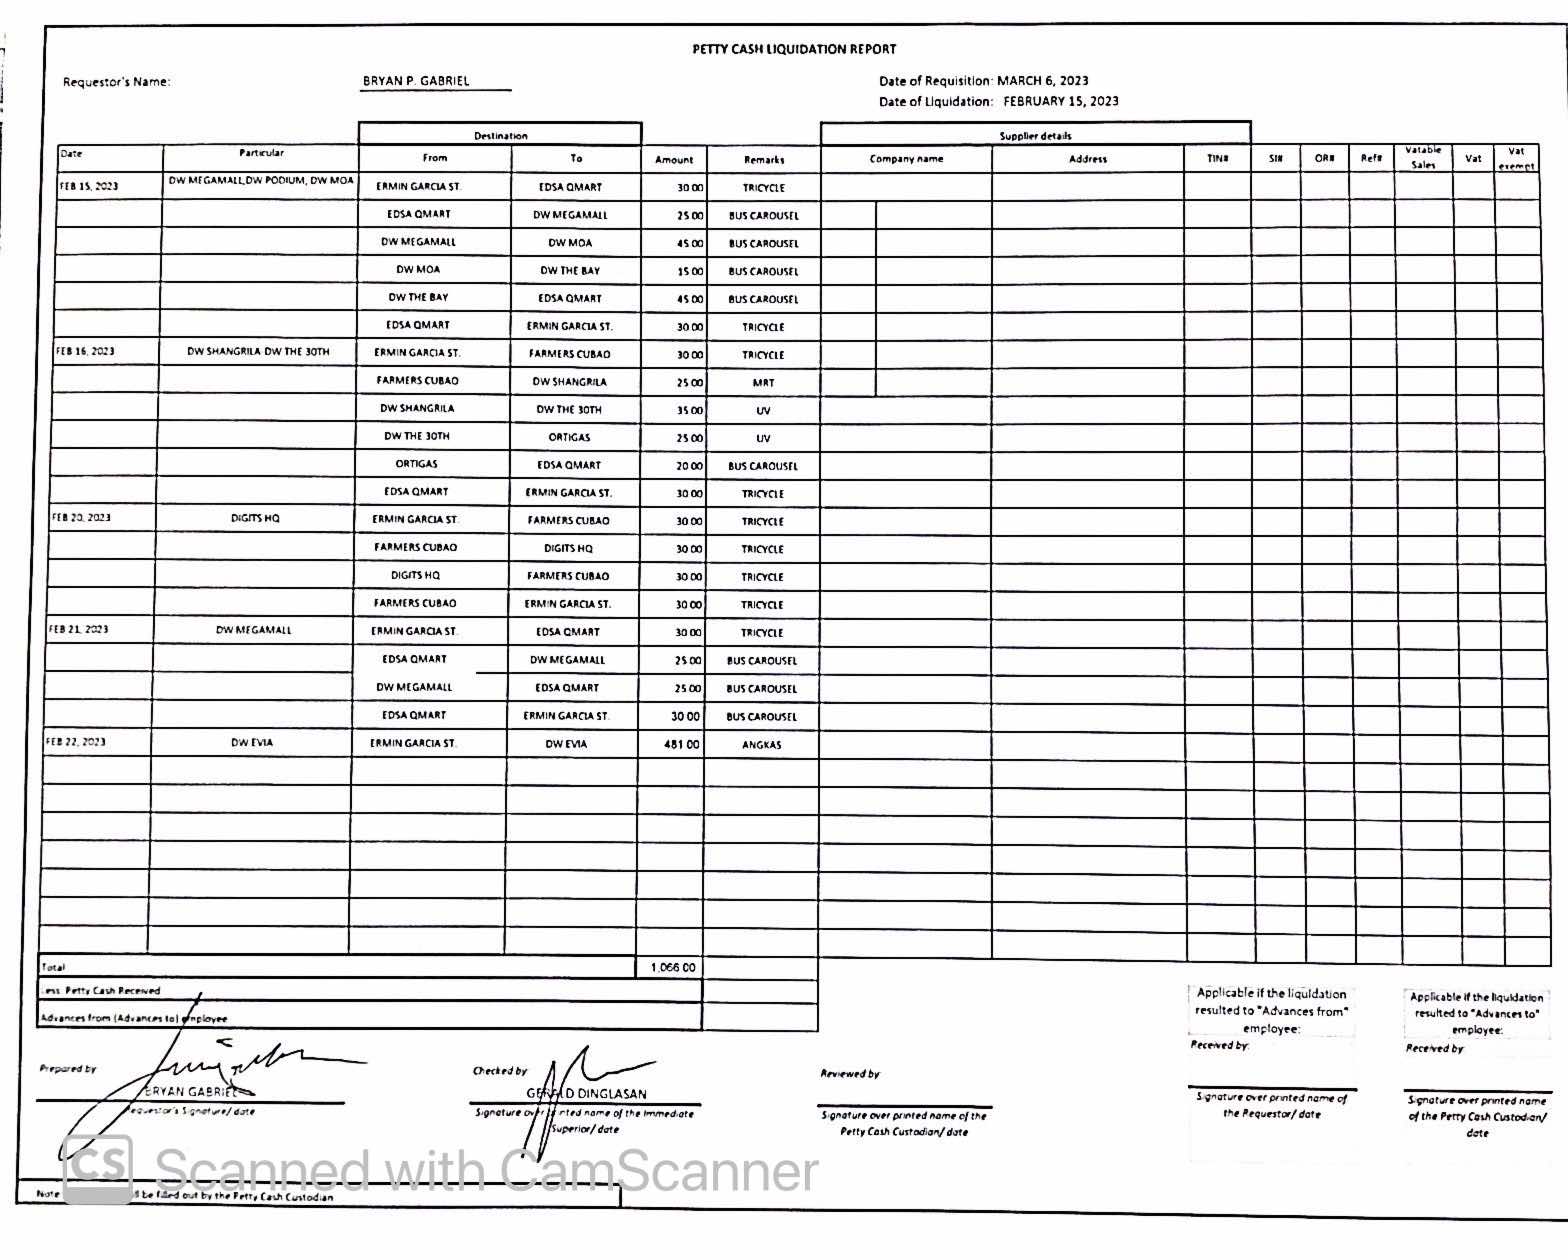 PETTY CASH LIQUIDATION REPORT
Requestor's Name: BRYAN P. GABRIEL Date of Requisition: MARCH 6, 2023
Date of Liquidation: FEBRUARY 15, 2023
Destination Supplier details
Date Particular From To Amount Remarks Company name Address TIN# SI# OR# Ref# Vatable Sales Vat Vat exempt
FEB 15, 2023 DW MEGAMALL,DW PODIUM, DW MOA ERMIN GARCIA ST. EDSA QMART 30 00 TRICYCLE
EDSA QMART DW MEGAMALL 25 00 BUS CAROUSEL
DW MEGAMALL DW MOA 45 00 BUS CAROUSEL
DW MOA DW THE BAY 15 00 BUS CAROUSEL
DW THE BAY EDSA QMART 45 00 BUS CAROUSEL
EDSA QMART ERMIN GARCIA ST. 30 00 TRICYCLE
FEB 16, 2023 DW SHANGRILA DW THE 30TH ERMIN GARCIA ST. FARMERS CUBAO 30 00 TRICYCLE
FARMERS CUBAO DW SHANGRILA 25 00 MRT
DW SHANGRILA DW THE 30TH 35 00 UV
DW THE 30TH ORTIGAS 25 00 UV
ORTIGAS EDSA QMART 20 00 BUS CAROUSEL
EDSA QMART ERMIN GARCIA ST. 30 00 TRICYCLE
FEB 20, 2023 DIGITS HQ ERMIN GARCIA ST. FARMERS CUBAO 30 00 TRICYCLE
FARMERS CUBAO DIGITS HQ 30 00 TRICYCLE
DIGITS HQ FARMERS CUBAO 30 00 TRICYCLE
FARMERS CUBAO ERMIN GARCIA ST. 30 00 TRICYCLE
FEB 21, 2023 DW MEGAMALL ERMIN GARCIA ST. EDSA QMART 30 00 TRICYCLE
EDSA QMART DW MEGAMALL 25 00 BUS CAROUSEL
DW MEGAMALL EDSA QMART 25 00 BUS CAROUSEL
EDSA QMART ERMIN GARCIA ST. 30 00 BUS CAROUSEL
FEB 22, 2023 DW EVIA ERMIN GARCIA ST. DW EVIA 481 00 ANGKAS
Total 1,066 00
Less Petty Cash Received
Advances from (Advances to) employee
Applicable if the liquidation resulted to "Advances from" employee:
Received by:
Applicable if the liquidation resulted to "Advances to" employee:
Received by
Prepared by
BRYAN GABRIEL
Requestor's Signature/ date
Checked by
GERALD DINGLASAN
Signature over printed name of the Immediate
Superior/ date
Reviewed by
Signature over printed name of the
Petty Cash Custodian/ date
Signature over printed name of
the Requestor/ date
Signature over printed name
of the Petty Cash Custodian/
date
CS Scanned with CamScanner
Note be filled out by the Petty Cash Custodian